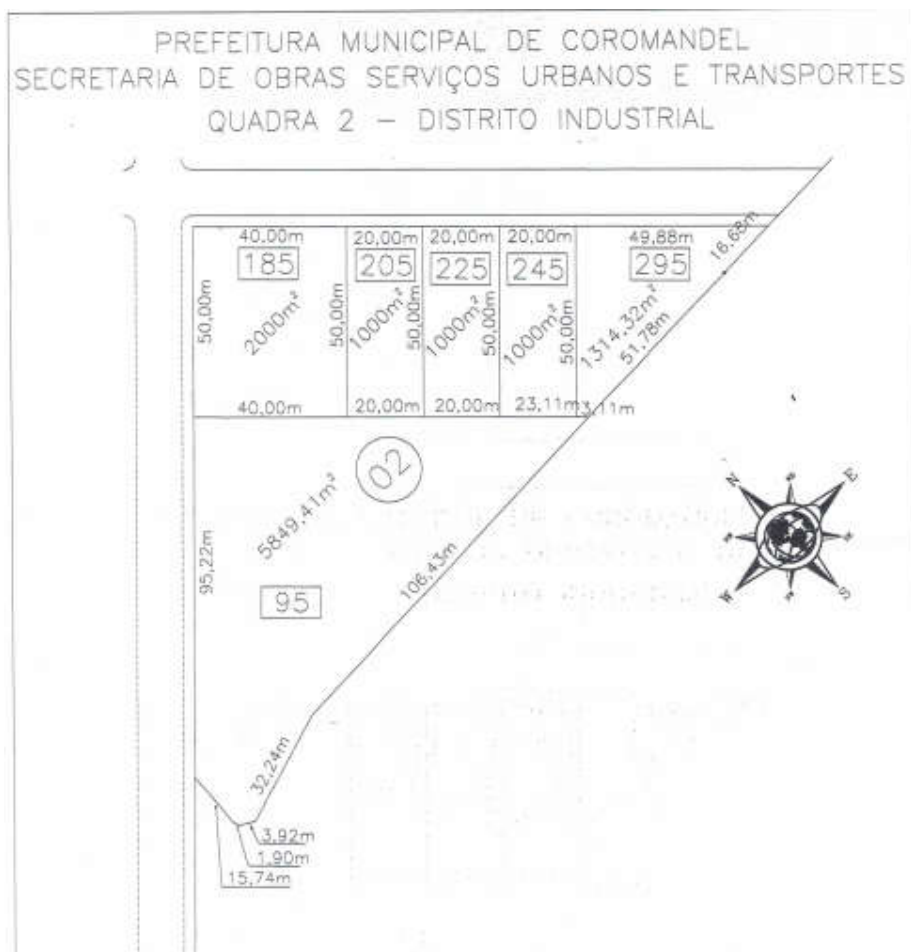 PREFEITURA MUNICIPAL DE COROMANDEL
SECRETARIA DE OBRAS SERVIÇOS URBANOS E TRANSPORTES
QUADRA 2 - DISTRITO INDUSTRIAL
40.00m 20,00m 20,00m 20,00m 49,88m 16.68m
185 205 225 245 295
50,00m 2000m² 50,00m 1000m² 50,00m 1000m² 50,00m 1000m² 50,00m 1314,32m² 51,78m
40,00m 20,00m 20,00m 23,11m 3,11m
02
5849,41m²
95,22m 106,43m
95
N E
W S
32,24m
3,92m
1,90m
15,74m